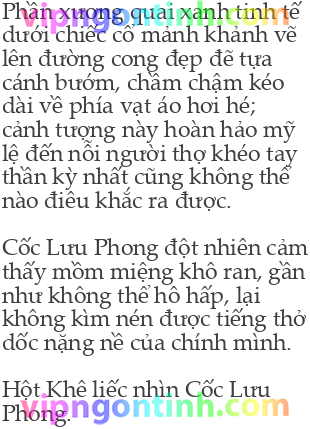 Phần xương quai xanh tinh tế
dưới chiếc cổ mảnh khảnh vẽ
lên đường cong đẹp đẽ tựa
cánh bướm, chầm chậm kéo
dài về phía vạt áo hơi hé;
cảnh tượng này hoàn hảo mỹ
lệ đến nỗi người thợ khéo tay
thần kỳ nhất cũng không thể
nào điêu khắc ra được.
Cốc Lưu Phong đột nhiên cảm
thấy mồm miệng khô ran, gần
như không thể hô hấp, lại
không kìm nén được tiếng thở
dốc nặng nề của chính mình.
Hột Khê liếc nhìn Cốc Lưu
Phong.
vipngontinh.com
vipngontinh.com